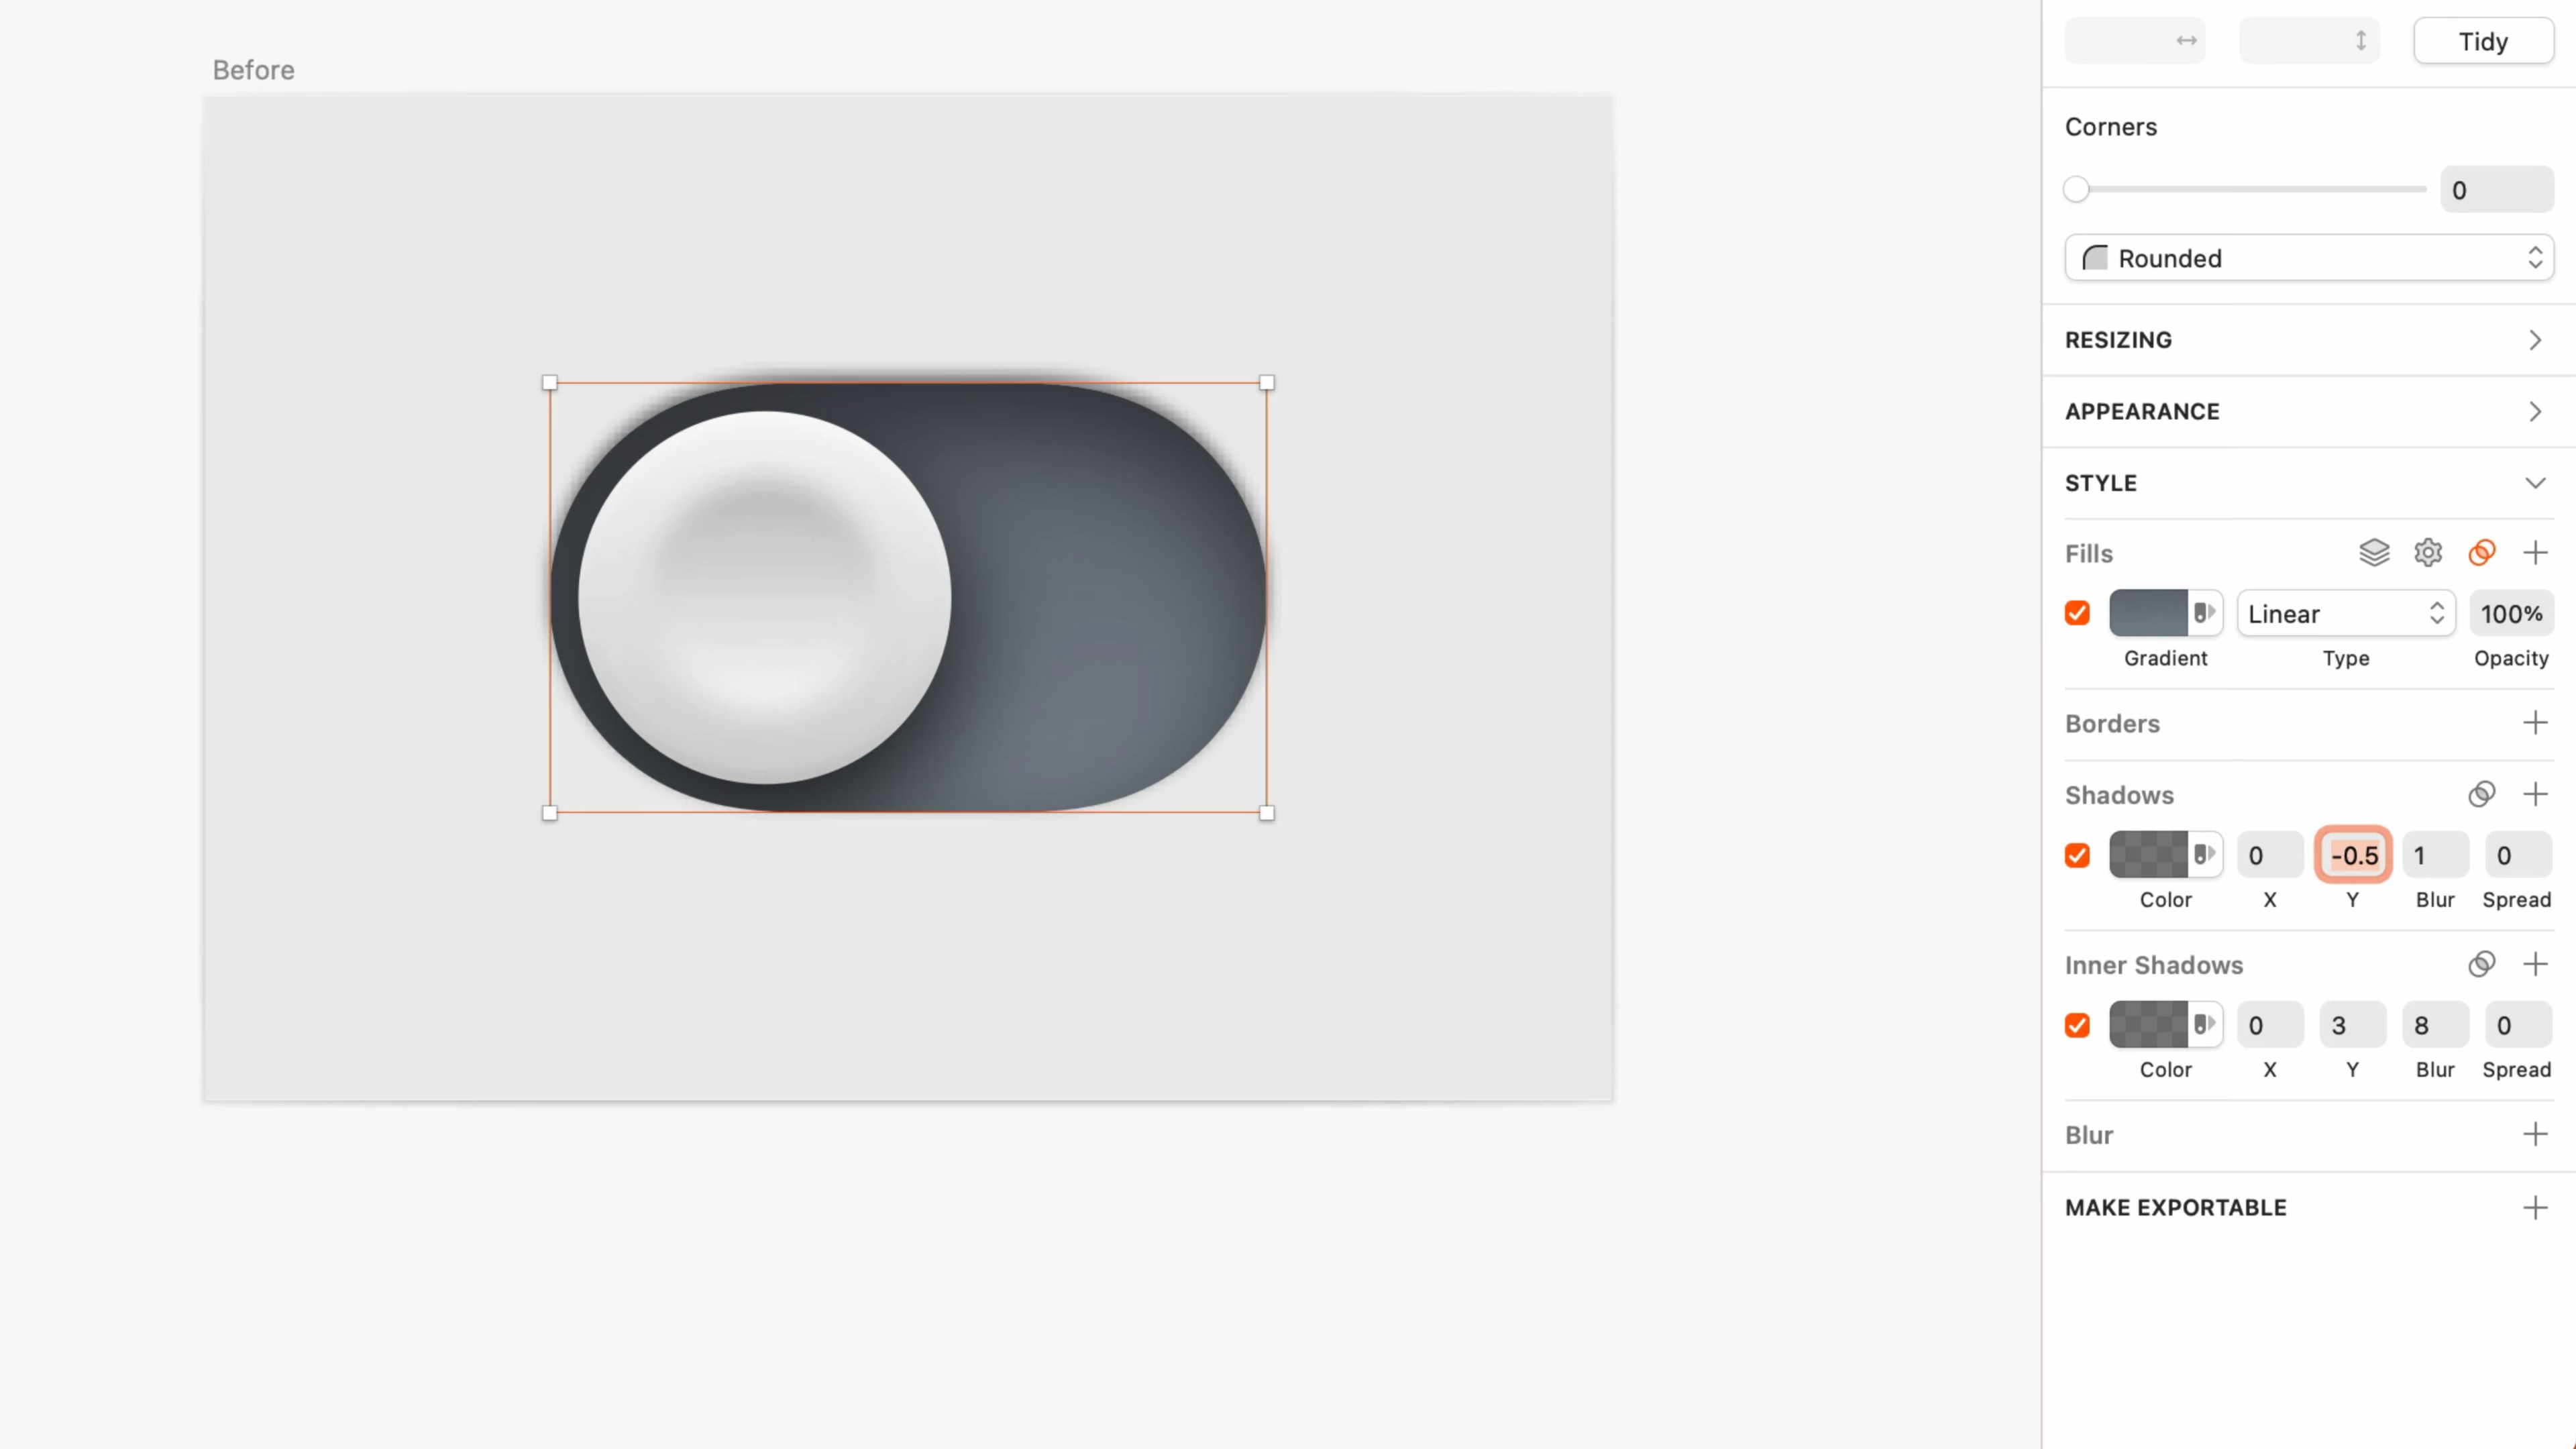 Before
Tidy
Corners
0
Rounded
RESIZING
APPEARANCE
STYLE
Fills
Linear 100%
Gradient Type Opacity
Borders
Shadows
0 -0.5 1 0
Color X Y Blur Spread
Inner Shadows
0 3 8 0
Color X Y Blur Spread
Blur
MAKE EXPORTABLE